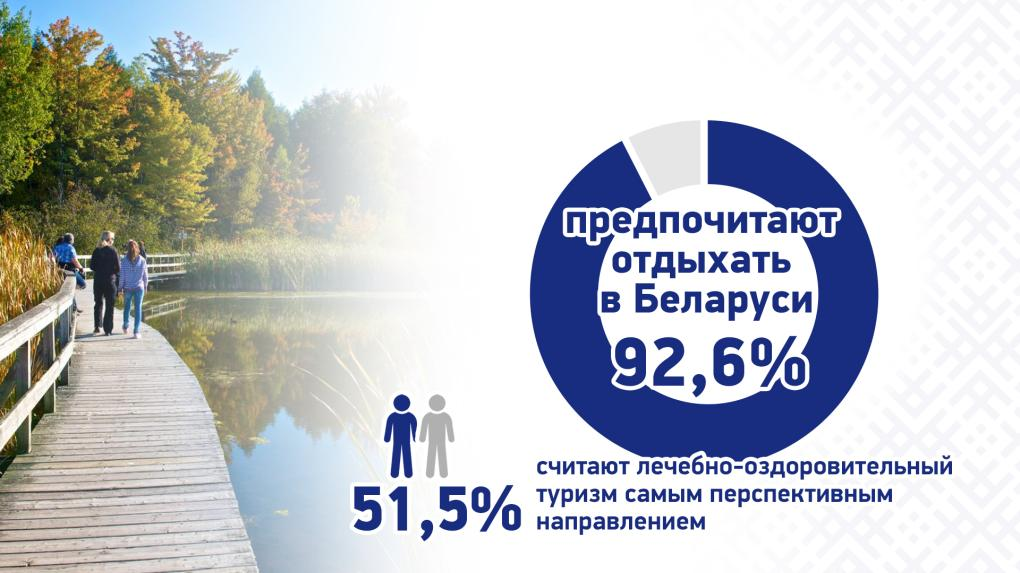 предпочитают
отдыхать
в Беларуси
92,6%
51,5%
считают лечебно-оздоровительный
туризм самым перспективным
направлением